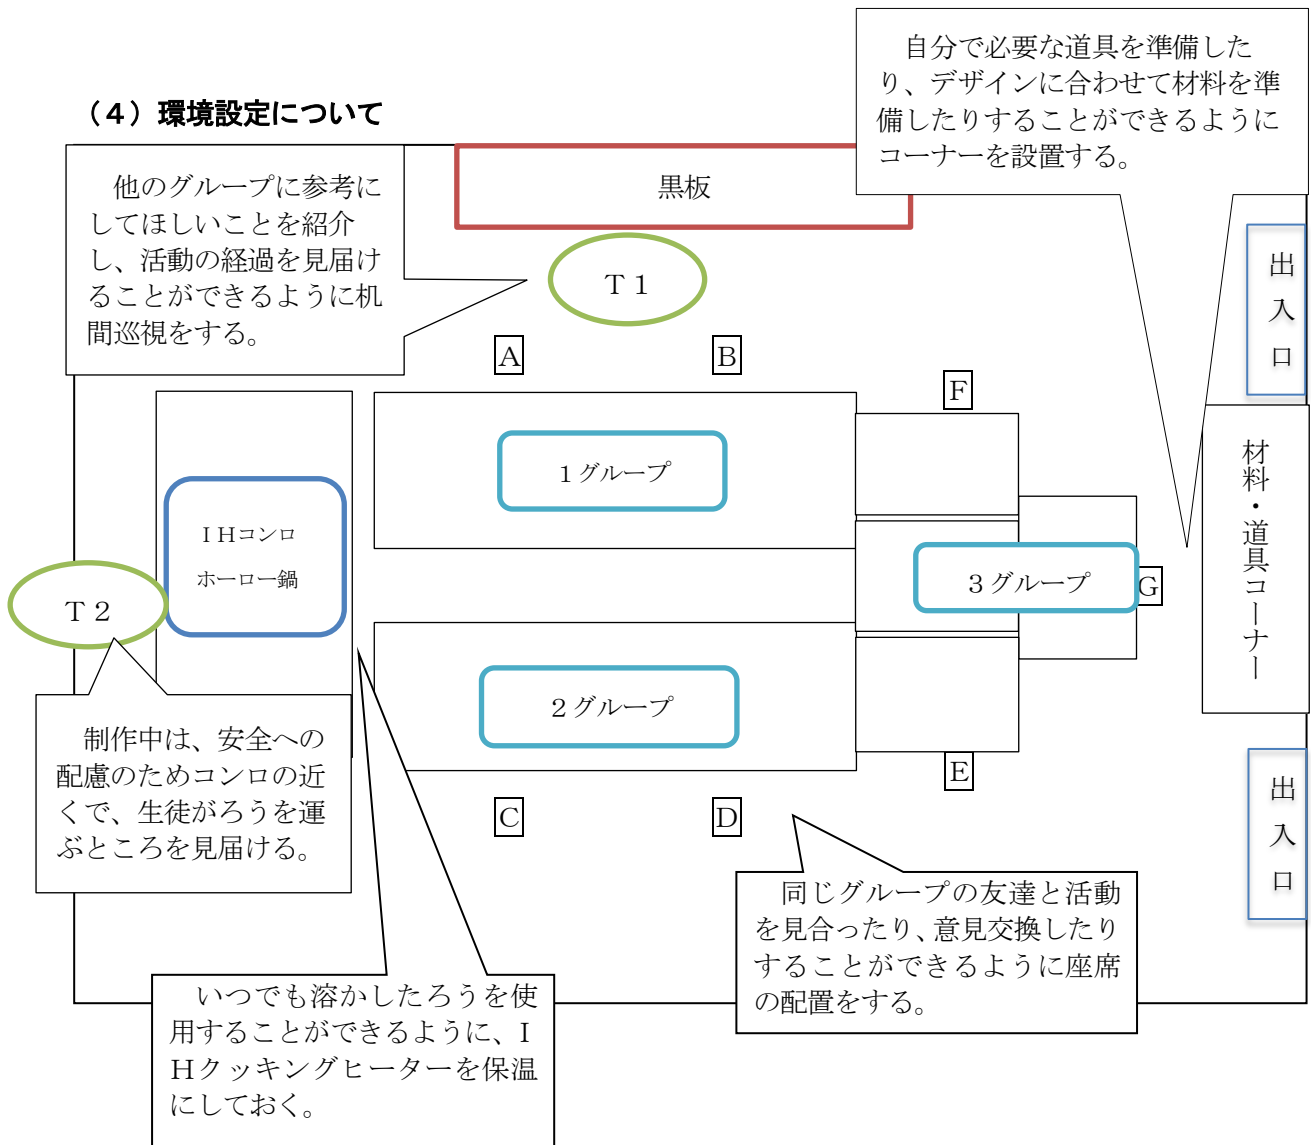 (4)環境設定について
自分で必要な道具を準備した
り、デザインに合わせて材料を準
備したりすることができるように
コーナーを設置する。
他のグループに参考に
してほしいことを紹介
し、活動の経過を見届け
ることができるように机
間巡視をする。
黒板
T1
出入口
A
B
F
1グループ
IHコンロ
ホーロー鍋
材料・道具コーナー
3グループ
G
T2
2グループ
制作中は、安全への
配慮のためコンロの近
くで、生徒がろうを運
ぶところを見届ける。
E
出入口
C
D
同じグループの友達と活動
を見合ったり、意見交換したり
することができるように座席
の配置をする。
いつでも溶かしたろうを使
用することができるように、I
Hクッキングヒーターを保温
にしておく。